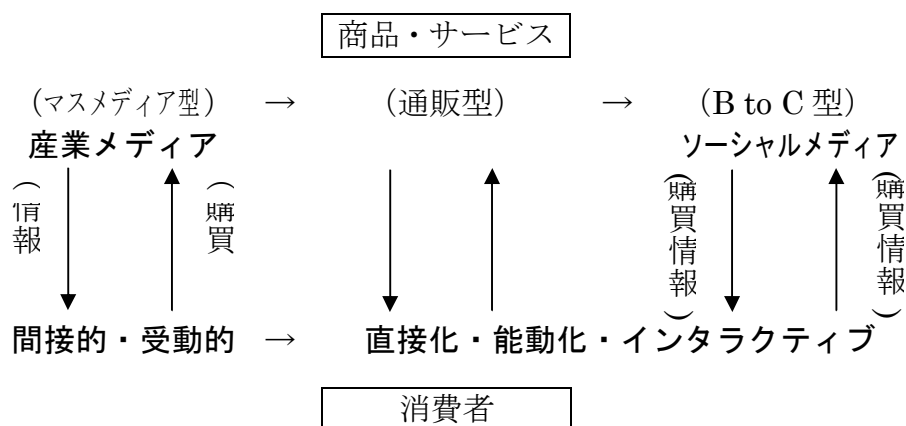 商品・サービス
(マスメディア型) → (通販型) → (B to C 型)
産業メディア ソーシャルメディア
(情報
(購買
(購買情報)
(購買情報)
間接的・受動的 → 直接化・能動化・インタラクティブ
消費者